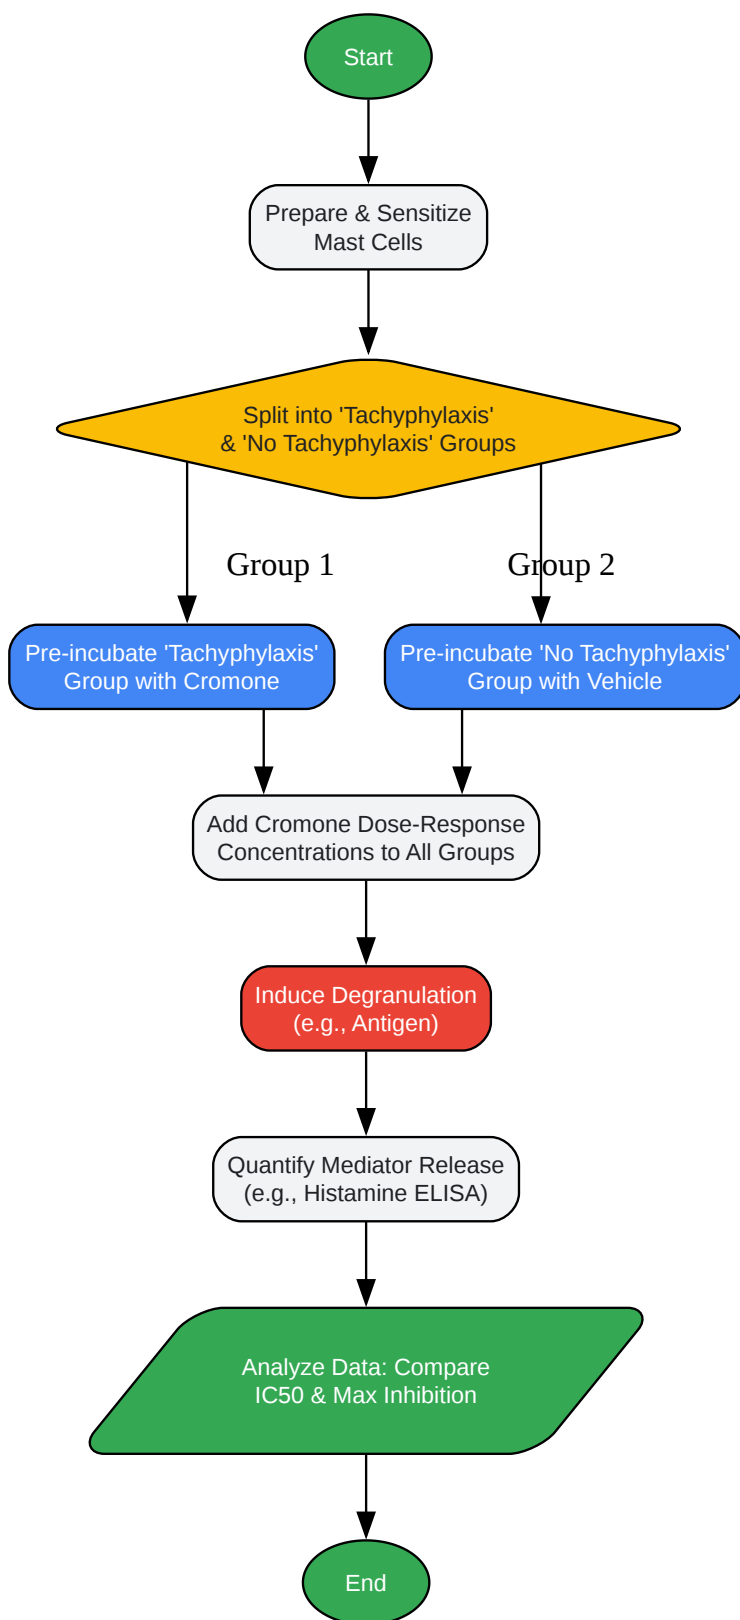 Start
Prepare & Sensitize
Mast Cells
Split into 'Tachyphylaxis'
& 'No Tachyphylaxis' Groups
Group 1
Group 2
Pre-incubate 'Tachyphylaxis'
Group with Cromone
Pre-incubate 'No Tachyphylaxis'
Group with Vehicle
Add Cromone Dose-Response
Concentrations to All Groups
Induce Degranulation
(e.g., Antigen)
Quantify Mediator Release
(e.g., Histamine ELISA)
Analyze Data: Compare
IC50 & Max Inhibition
End